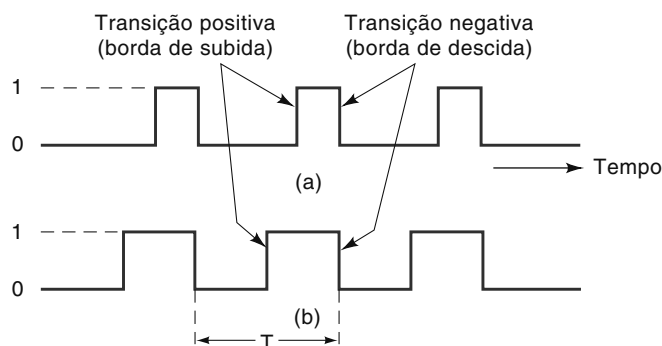 Transição positiva
(borda de subida)
Transição negativa
(borda de descida)
1
0
Tempo
(a)
1
0
(b)
T